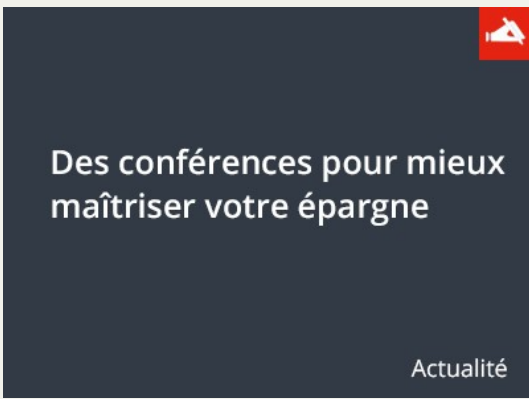 Des conférences pour mieux
maîtriser votre épargne
Actualité